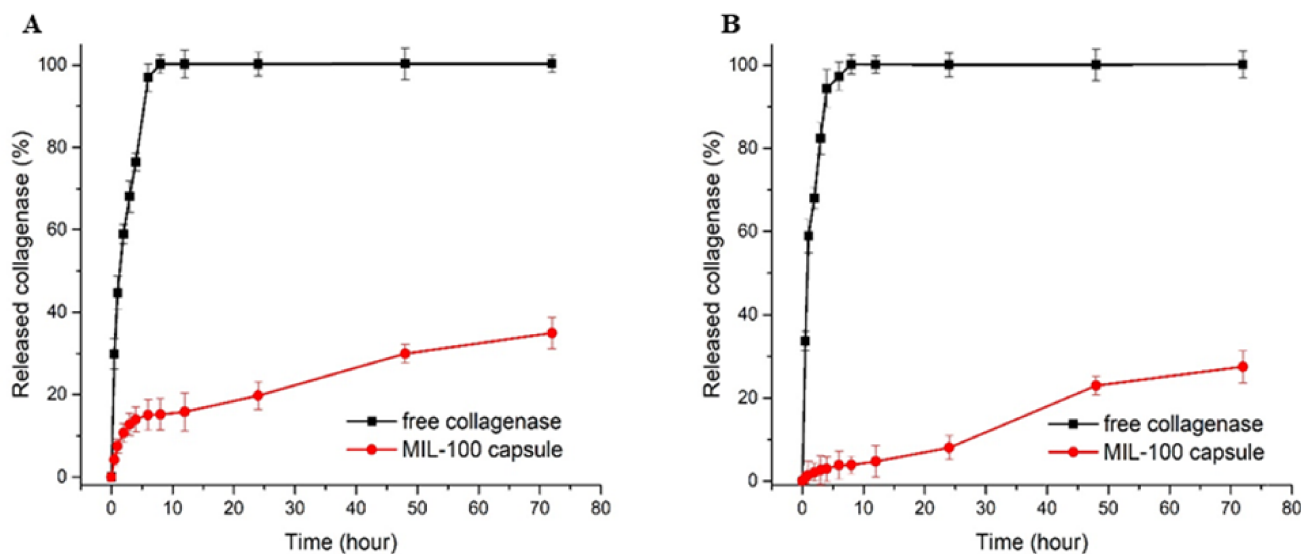 A
Released collagenase (%)
100
80
60
40
20
0
free collagenase
MIL-100 capsule
0 10 20 30 40 50 60 70 80
Time (hour)
B
Released collagenase (%)
100
80
60
40
20
0
free collagenase
MIL-100 capsule
0 10 20 30 40 50 60 70 80
Time (hour)